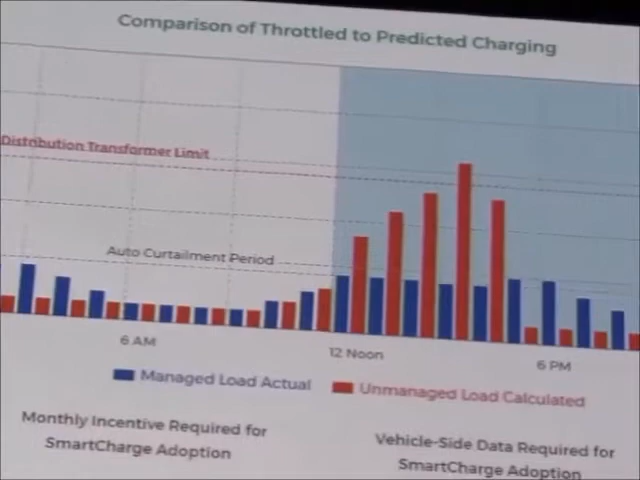 Comparison of Throttled to Predicted Charging
Distribution Transformer Limit
Auto Curtailment Period
6 AM
12 Noon
6 PM
Managed Load Actual
Unmanaged Load Calculated
Monthly Incentive Required for
SmartCharge Adoption
Vehicle-Side Data Required for
SmartCharge Adoption